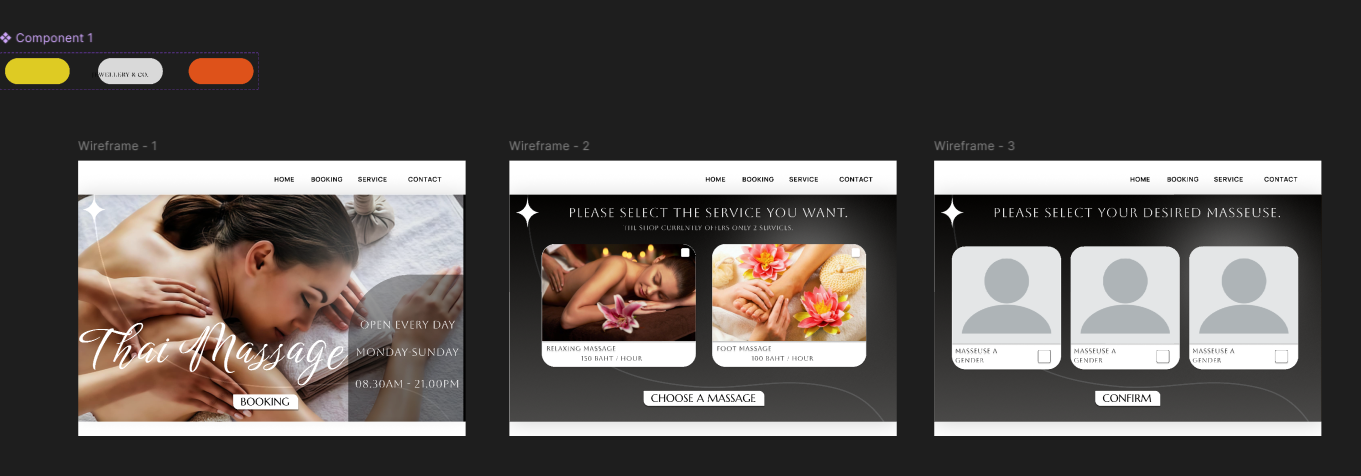 Component 1
JEWELLERY & CO.
Wireframe - 1
HOME BOOKING SERVICE CONTACT
Thai Massage
OPEN EVERY DAY
MONDAY-SUNDAY
08.30AM - 21.00PM
BOOKING
Wireframe - 2
HOME BOOKING SERVICE CONTACT
PLEASE SELECT THE SERVICE YOU WANT.
THE SHOP CURRENTLY OFFERS ONLY 2 SERVICES.
RELAXING MASSAGE
150 BAHT / HOUR
FOOT MASSAGE
100 BAHT / HOUR
CHOOSE A MASSAGE
Wireframe - 3
HOME BOOKING SERVICE CONTACT
PLEASE SELECT YOUR DESIRED MASSEUSE.
MASSEUSE A
GENDER
MASSEUSE A
GENDER
MASSEUSE A
GENDER
CONFIRM